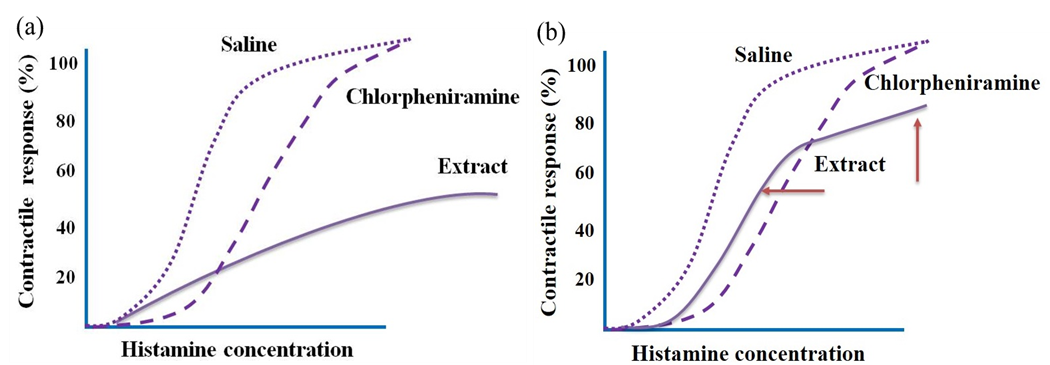 (a)
Contractile response (%)
100
80
60
40
20
Saline
Chlorpheniramine
Extract
Histamine concentration
(b)
Contractile response (%)
100
80
60
40
20
Saline
Chlorpheniramine
Extract
Histamine concentration